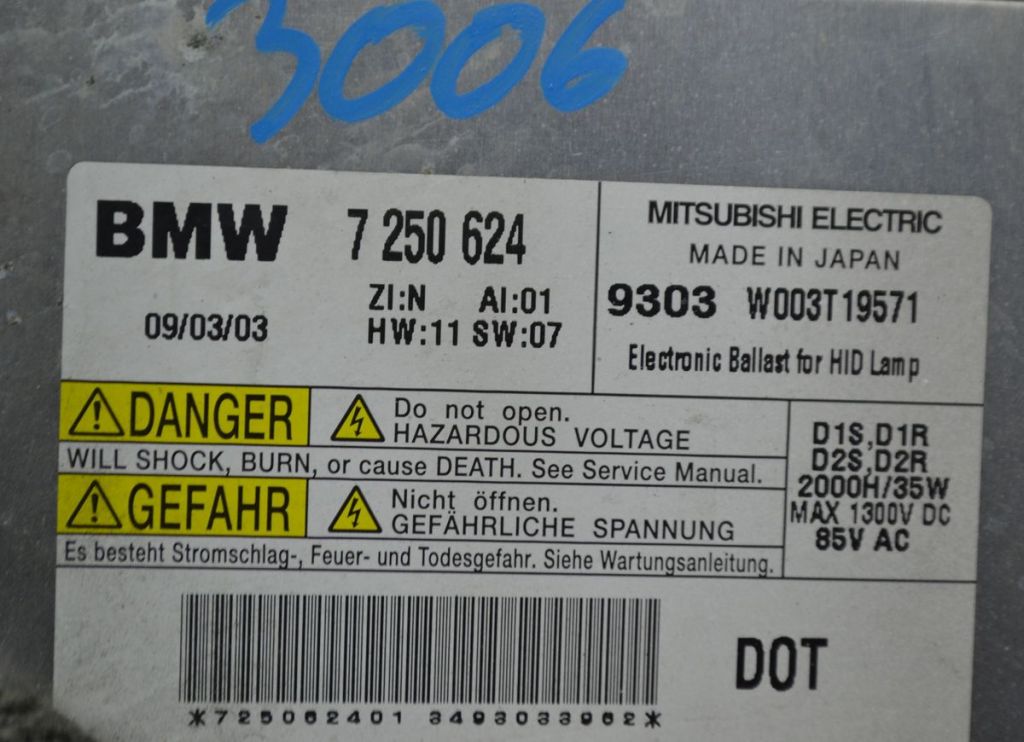 3006
BMW 7 250 624
ZI:N AI:01
09/03/03 HW:11 SW:07
MITSUBISHI ELECTRIC
MADE IN JAPAN
9303 W003T19571
Electronic Ballast for HID Lamp
DANGER
Do not open.
HAZARDOUS VOLTAGE
WILL SHOCK, BURN, or cause DEATH. See Service Manual.
GEFAHR
Nicht öffnen.
GEFÄHRLICHE SPANNUNG
Es besteht Stromschlag-, Feuer- und Todesgefahr. Siehe Wartungsanleitung.
D1S,D1R
D2S,D2R
2000H/35W
MAX 1300V DC
85V AC
DOT
*725062401 3493033962*